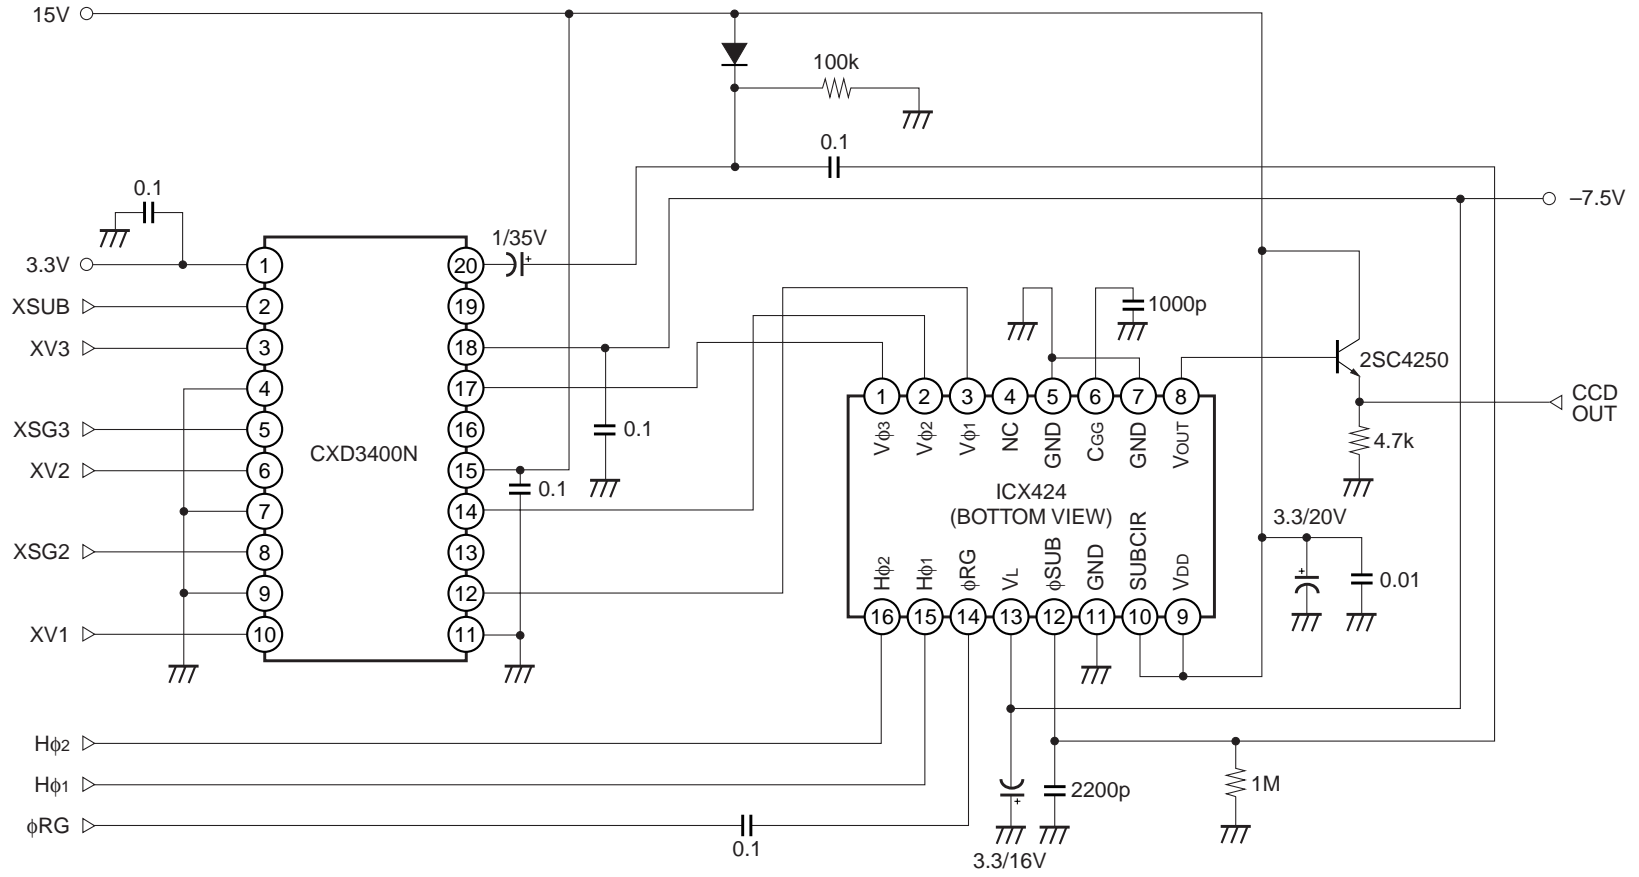 15V
100k
0.1
0.1
–7.5V
1/35V
3.3V
1
20
XSUB
2
19
1000p
XV3
3
18
2SC4250
4
17
1
2
3
4
5
6
7
8
CCD
OUT
XSG3
5
16
0.1
Vφ3
Vφ2
Vφ1
NC
GND
CGG
GND
VOUT
4.7k
CXD3400N
XV2
6
15
0.1
ICX424
(BOTTOM VIEW)
7
14
3.3/20V
XSG2
8
13
Hφ2
Hφ1
φRG
VL
φSUB
GND
SUBCIR
VDD
0.01
9
12
16
15
14
13
12
11
10
9
XV1
10
11
Hφ2
Hφ1
2200p
1M
φRG
0.1
3.3/16V
+
+
+